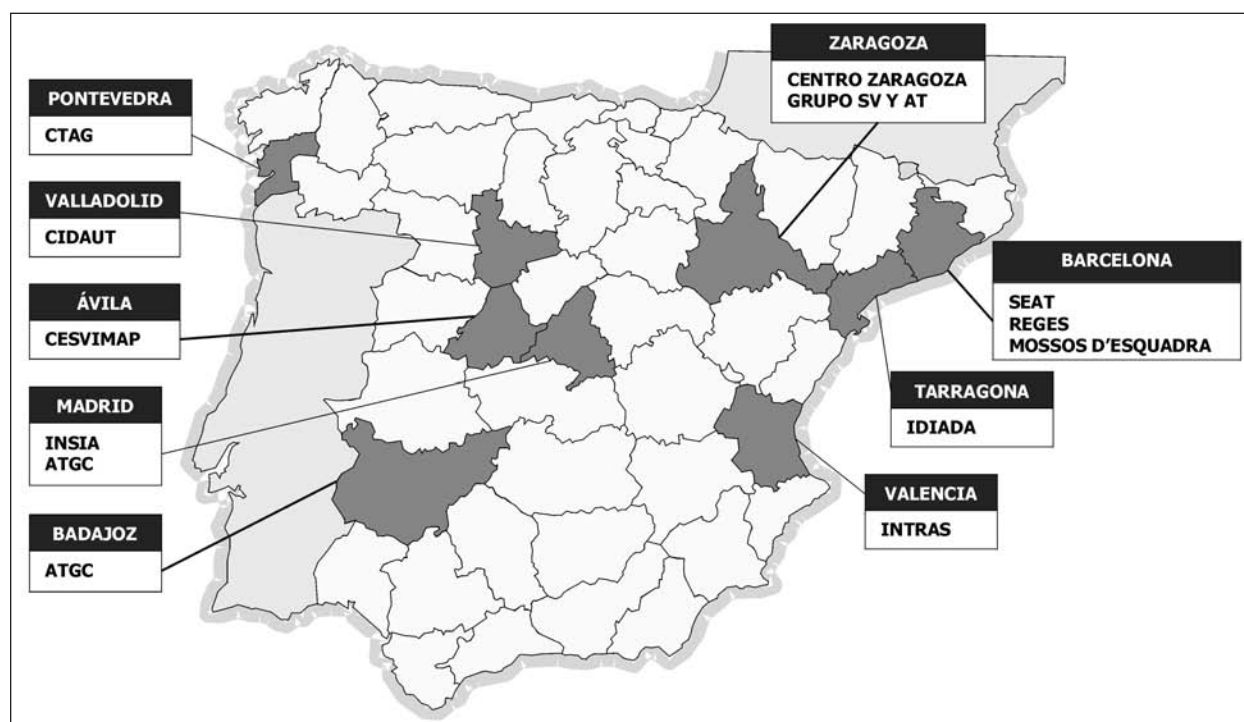 PONTEVEDRA
CTAG
VALLADOLID
CIDAUT
ÁVILA
CESVIMAP
MADRID
INSIA
ATGC
BADAJOZ
ATGC
ZARAGOZA
CENTRO ZARAGOZA
GRUPO SV Y AT
BARCELONA
SEAT
REGES
MOSSOS D'ESQUADRA
TARRAGONA
IDIADA
VALENCIA
INTRAS